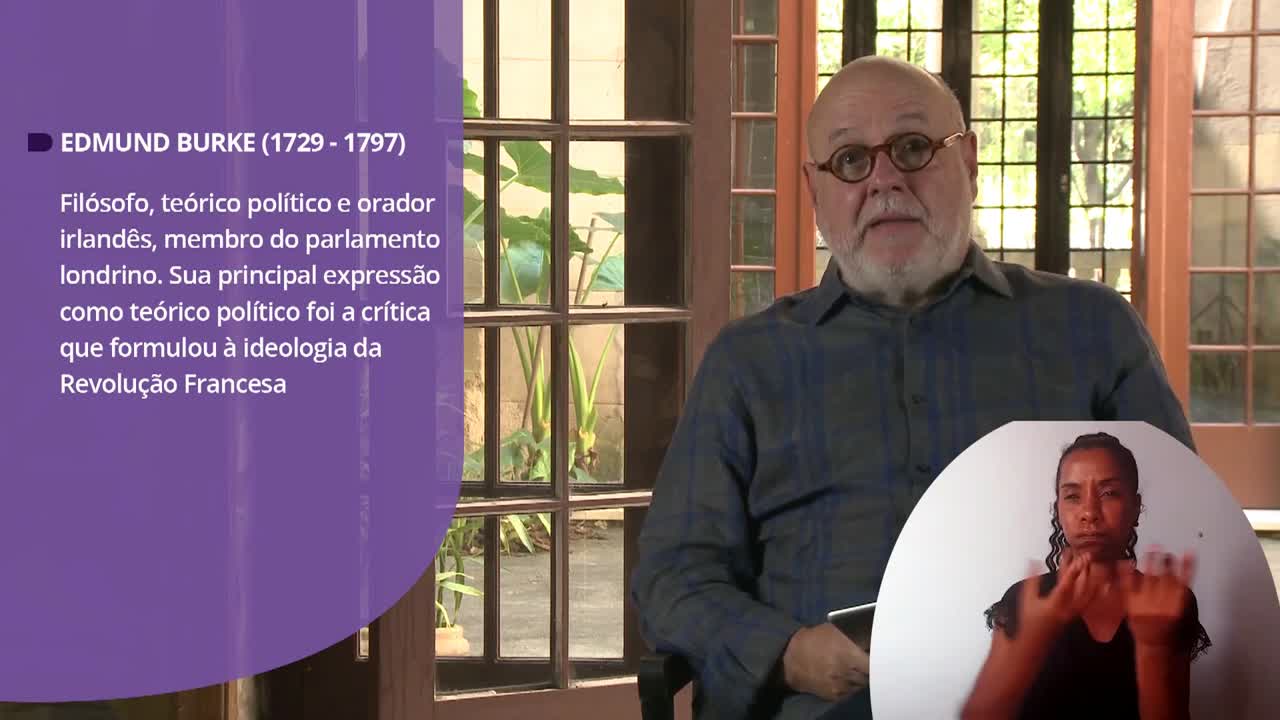 EDMUND BURKE (1729 - 1797)
Filósofo, teórico político e orador
irlandês, membro do parlamento
londrino. Sua principal expressão
como teórico político foi a crítica
que formulou à ideologia da
Revolução Francesa